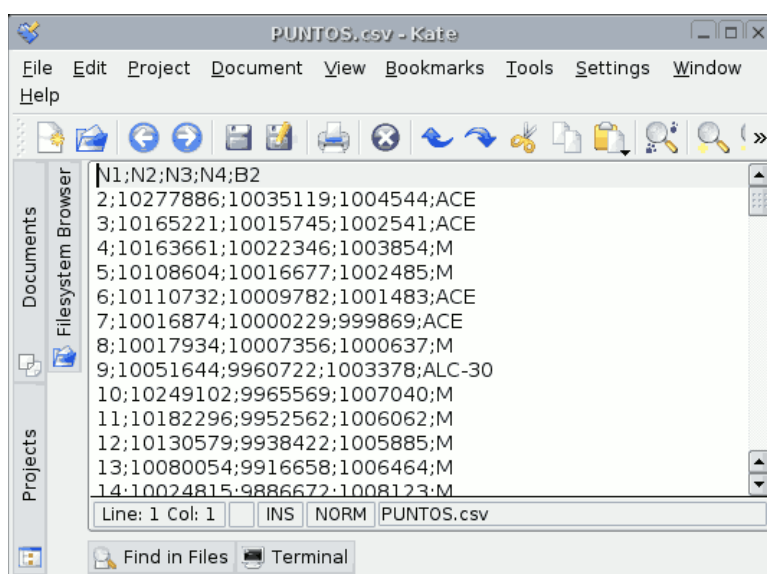 PUNTOS.csv - Kate
File Edit Project Document View Bookmarks Tools Settings Window
Help
Documents
Projects
Filesystem Browser
N1;N2;N3;N4;B2
2;10277886;10035119;1004544;ACE
3;10165221;10015745;1002541;ACE
4;10163661;10022346;1003854;M
5;10108604;10016677;1002485;M
6;10110732;10009782;1001483;ACE
7;10016874;10000229;999869;ACE
8;10017934;10007356;1000637;M
9;10051644;9960722;1003378;ALC-30
10;10249102;9965569;1007040;M
11;10182296;9952562;1006062;M
12;10130579;9938422;1005885;M
13;10080054;9916658;1006464;M
14;10024815;9886672;1008123;M
Line: 1 Col: 1 INS NORM PUNTOS.csv
Find in Files Terminal